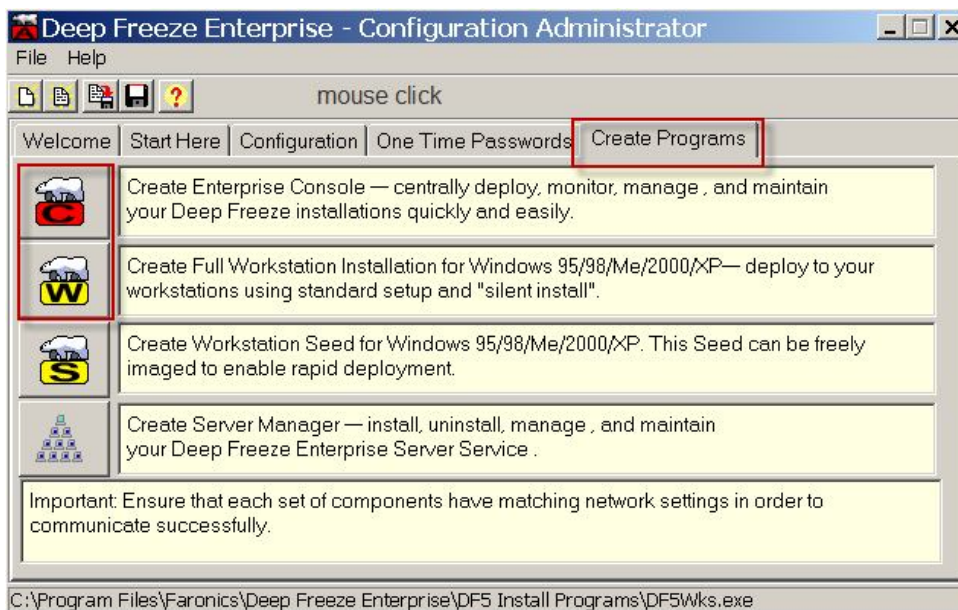 Deep Freeze Enterprise - Configuration Administrator
File Help
mouse click
Welcome Start Here Configuration One Time Passwords Create Programs
C
Create Enterprise Console — centrally deploy, monitor, manage , and maintain
your Deep Freeze installations quickly and easily.
W
Create Full Workstation Installation for Windows 95/98/Me/2000/XP— deploy to your
workstations using standard setup and "silent install".
S
Create Workstation Seed for Windows 95/98/Me/2000/XP. This Seed can be freely
imaged to enable rapid deployment.
Create Server Manager — install, uninstall, manage , and maintain
your Deep Freeze Enterprise Server Service .
Important: Ensure that each set of components have matching network settings in order to
communicate successfully.
C:\Program Files\Faronics\Deep Freeze Enterprise\DF5 Install Programs\DF5Wks.exe